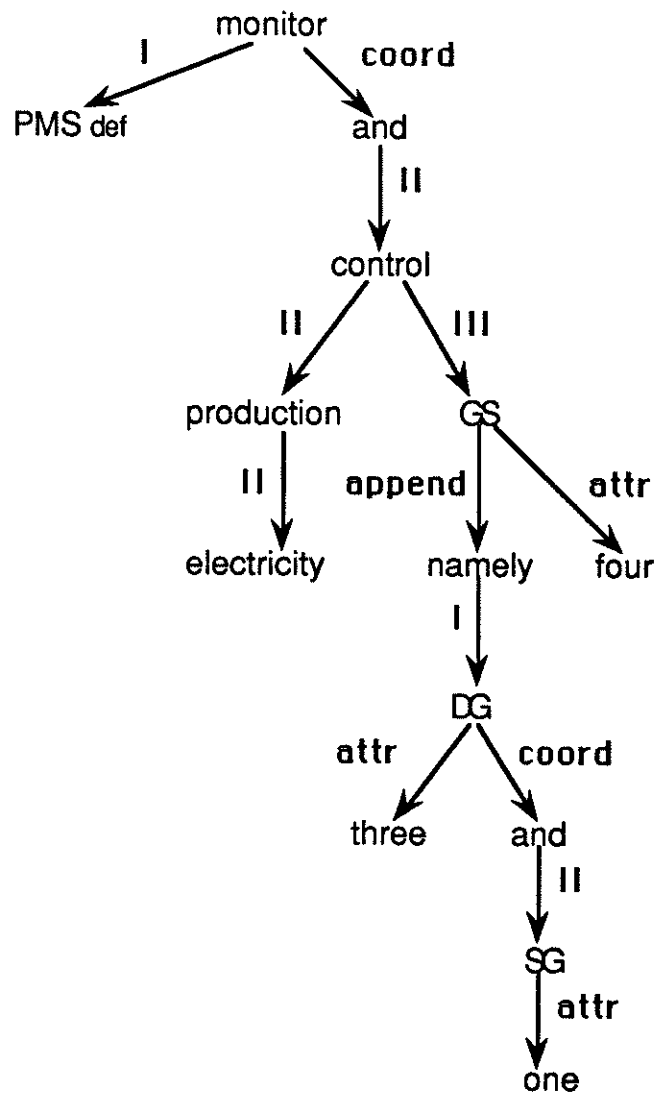 monitor
I coord
PMS def and
II
control
II III
production GS
II append attr
electricity namely four
I
DG
attr coord
three and
II
SG
attr
one